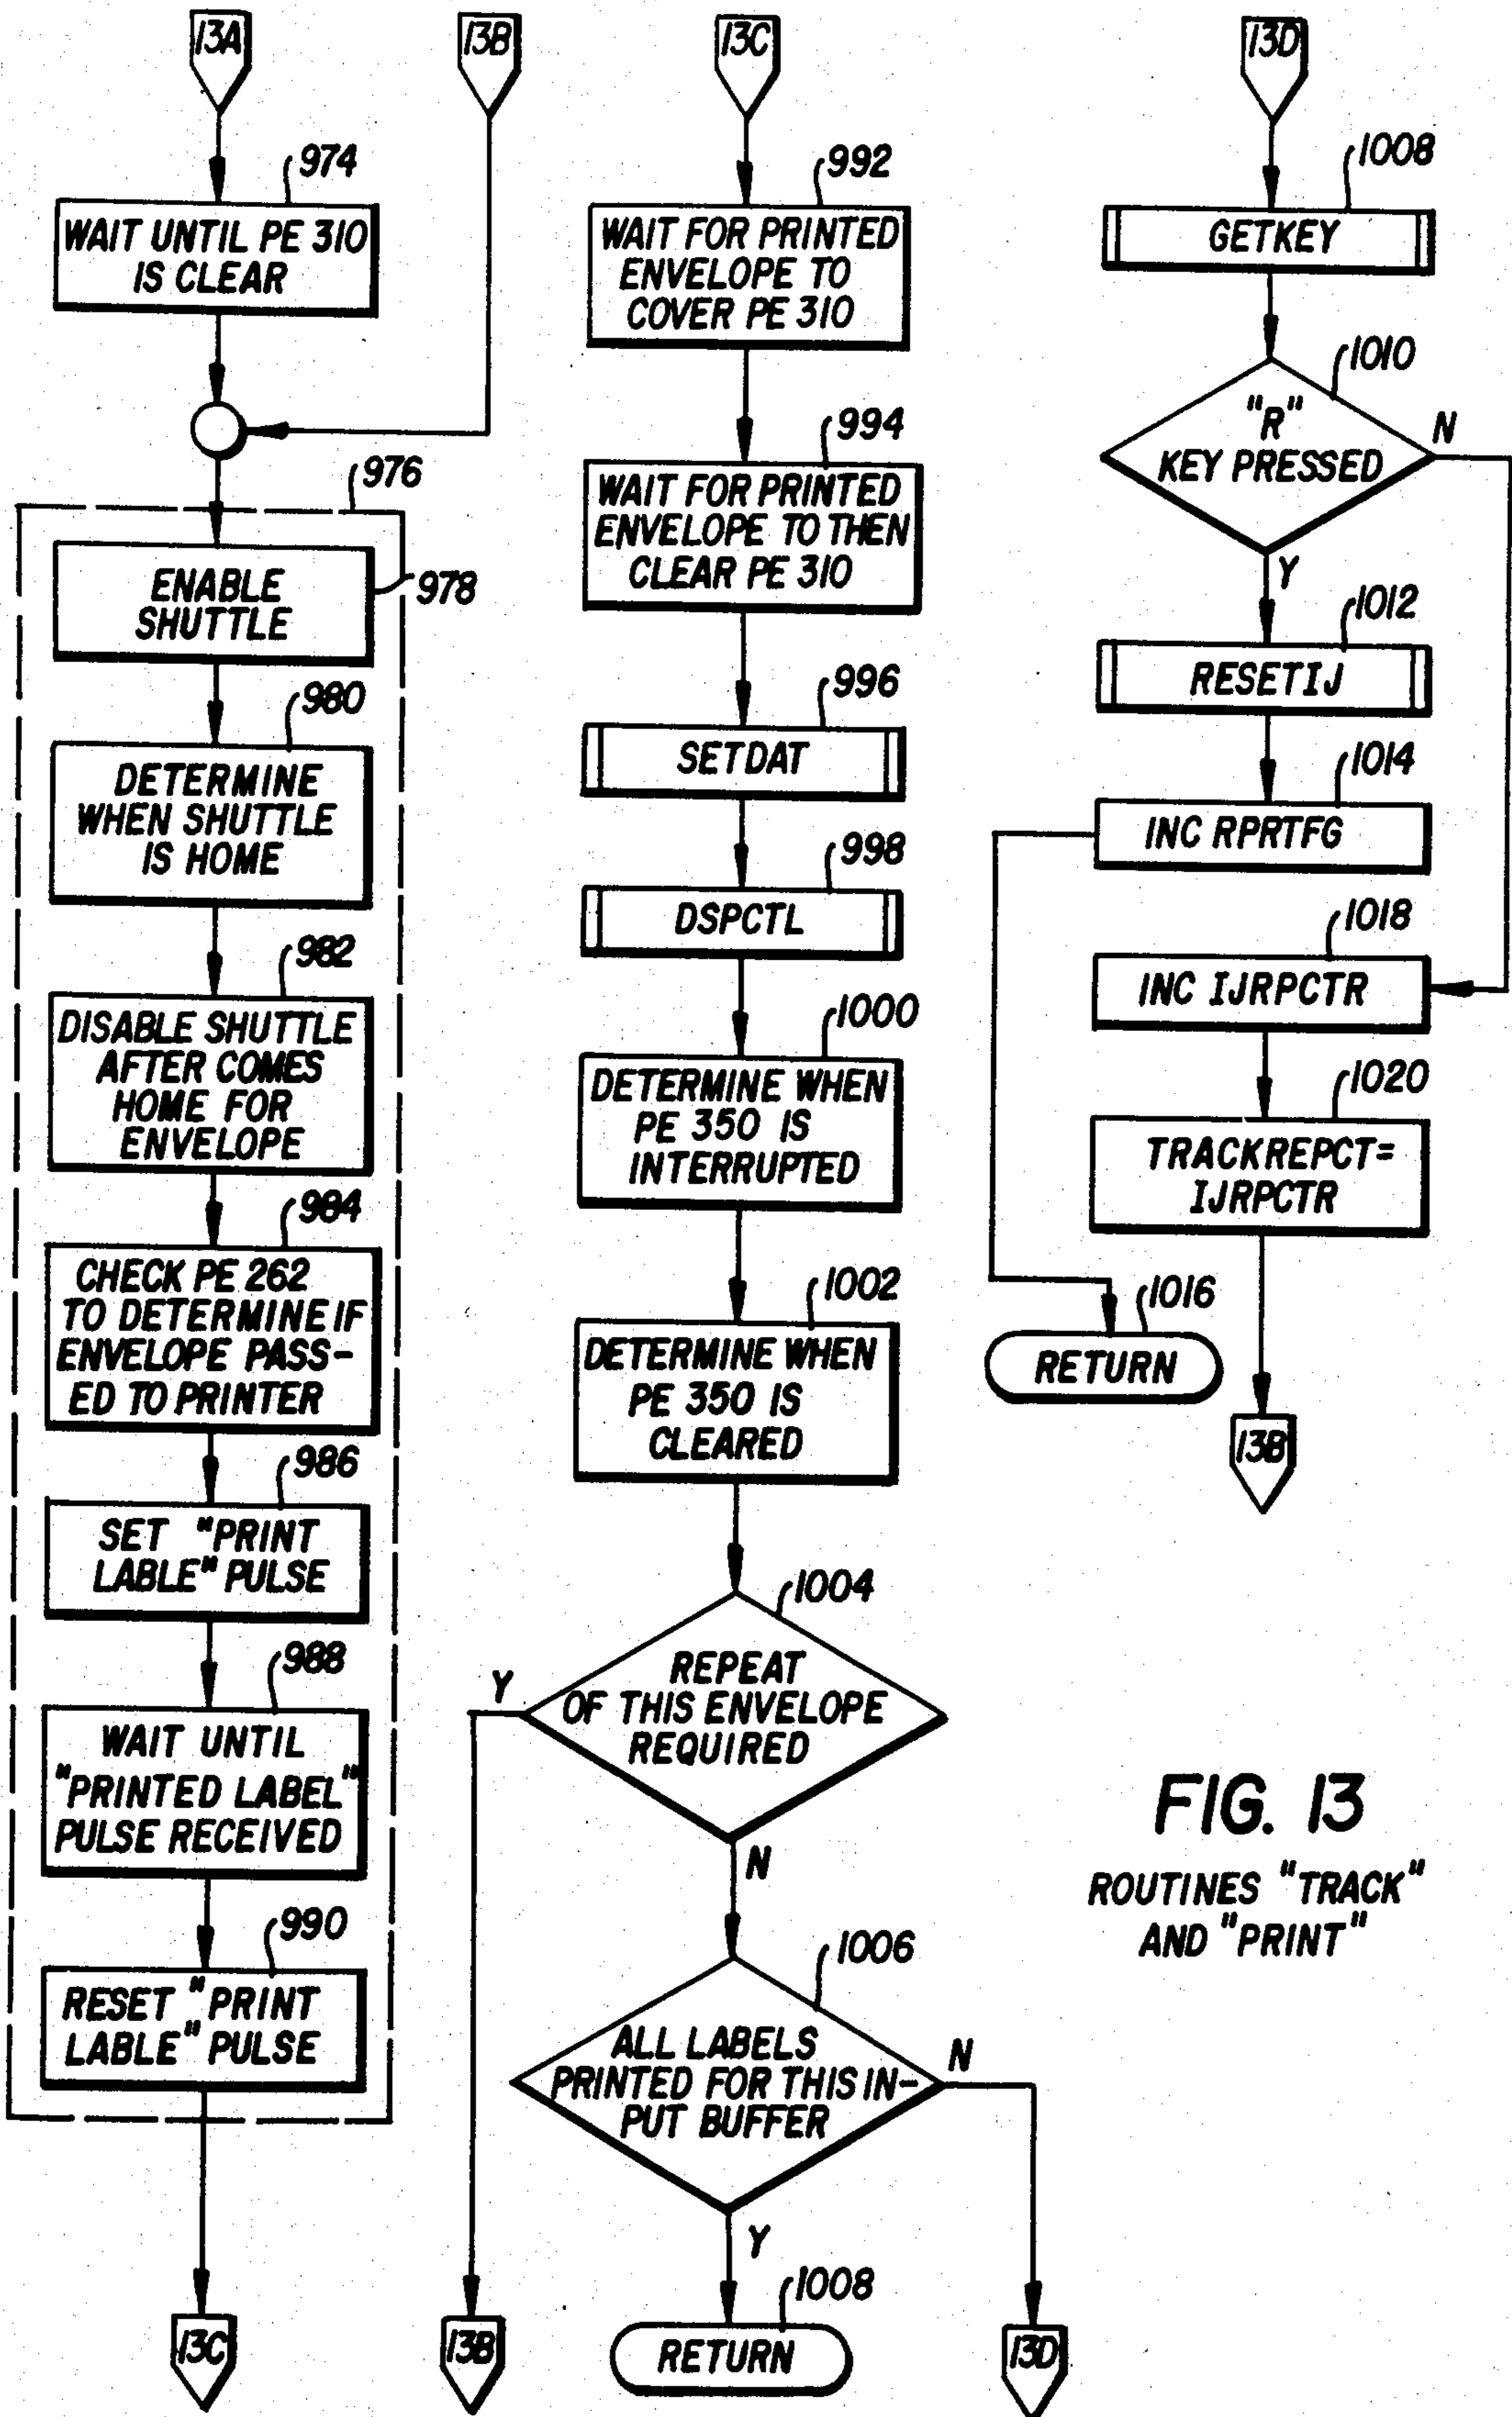 13A
974
WAIT UNTIL PE 310
IS CLEAR
976
ENABLE
SHUTTLE
978
980
DETERMINE
WHEN SHUTTLE
IS HOME
982
DISABLE SHUTTLE
AFTER COMES
HOME FOR
ENVELOPE
984
CHECK PE 262
TO DETERMINE IF
ENVELOPE PASS-
ED TO PRINTER
986
SET "PRINT
LABLE" PULSE
988
WAIT UNTIL
"PRINTED LABEL"
PULSE RECEIVED
990
RESET "PRINT
LABLE" PULSE
13C
13B
13C
992
WAIT FOR PRINTED
ENVELOPE TO
COVER PE 310
994
WAIT FOR PRINTED
ENVELOPE TO THEN
CLEAR PE 310
996
SETDAT
998
DSPCTL
1000
DETERMINE WHEN
PE 350 IS
INTERRUPTED
1002
DETERMINE WHEN
PE 350 IS
CLEARED
1004
REPEAT
OF THIS ENVELOPE
REQUIRED
Y
N
13B
1006
ALL LABELS
PRINTED FOR THIS IN-
PUT BUFFER
N
Y
1008
RETURN
13D
13D
1008
GETKEY
1010
"R"
KEY PRESSED
N
Y
1012
RESETIJ
1014
INC RPRTFG
1018
INC IJRPCTR
1020
TRACKREPCT=
IJRPCTR
1016
RETURN
13B
FIG. 13
ROUTINES "TRACK"
AND "PRINT"